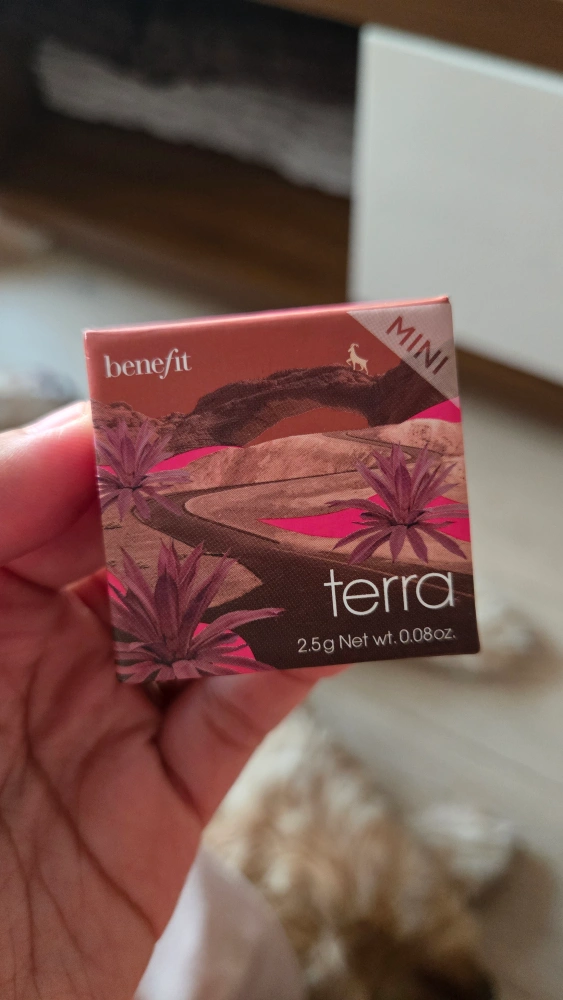 benefit
MINI
terra
2.5g Net wt. 0.08oz.